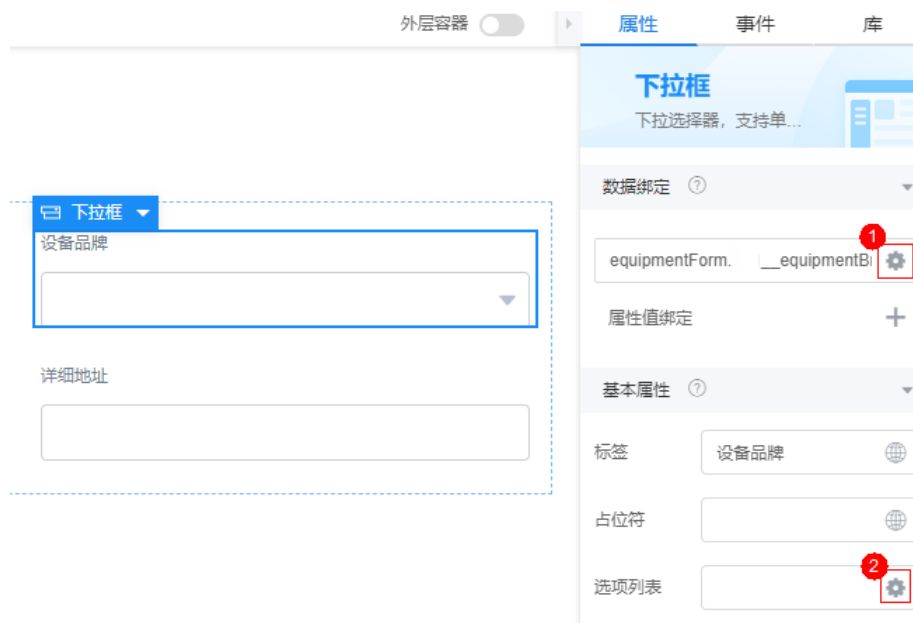 外层容器
属性 事件 库
下拉框
下拉选择器，支持单...
数据绑定 ?
下拉框
设备品牌
1
equipmentForm. __equipmentB
属性值绑定
详细地址
基本属性 ?
标签 设备品牌
占位符
2
选项列表